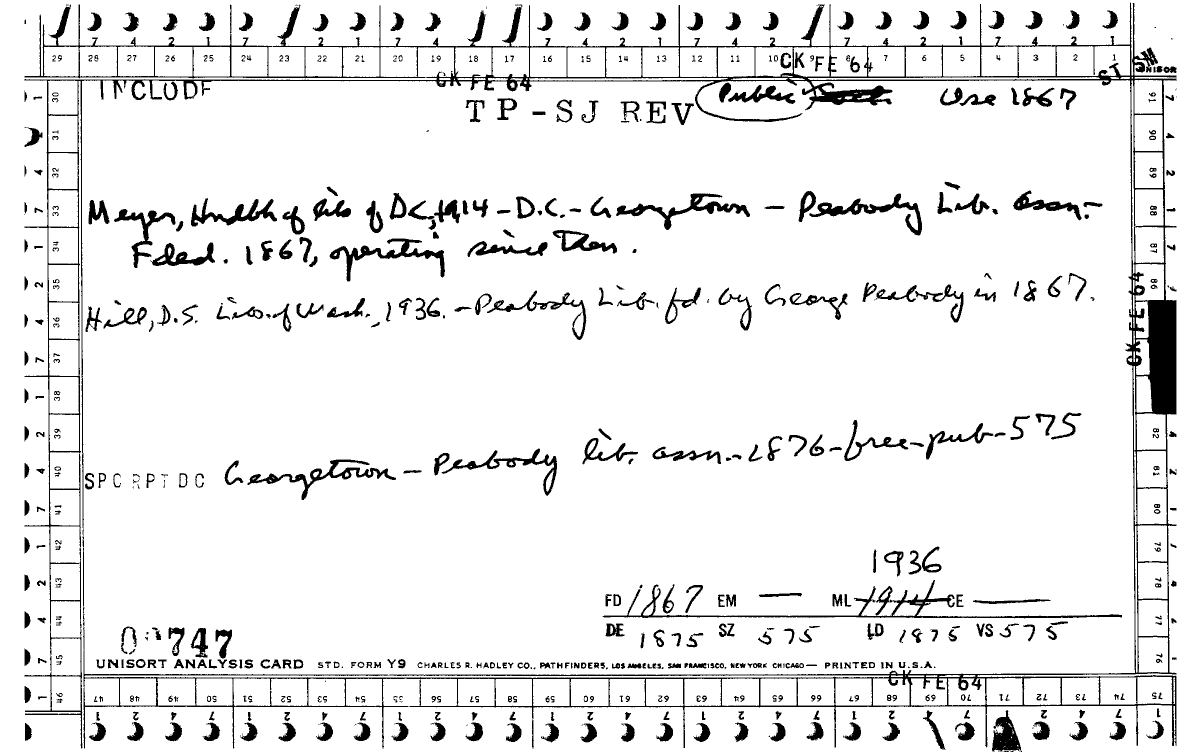 7 4 2 1 7 4 2 1 7 4 2 1 7 4 2 1 7 4 2 1 7 4 2 1 7 4 2 1
29 28 27 26 25 24 23 22 21 20 19 18 17 16 15 14 13 12 11 10 9 8 7 6 5 4 3 2 1
CK FE 64
CK FE 64
ST
INCLUDE
TP-SJ REV
Public Use 1867
Meyer, Hndbk of libs of DC, 1914 - D.C. - Georgetown - Peabody Lib. assn. -
Fded. 1867, operating since then.
Hill, D.S. Libs. of Wash., 1936. - Peabody Lib. fd. by George Peabody in 1867.
CK FE 64
SPC RPT DC Georgetown - Peabody lib. assn. - 1876 - free - pub - 575
1936
FD 1867 EM — ML 1914 CE —
DE 1875 SZ 575 LD 1875 VS 575
747
UNISORT ANALYSIS CARD STD. FORM Y9 CHARLES R. HADLEY CO., PATHFINDERS, LOS ANGELES, SAN FRANCISCO, NEW YORK CHICAGO — PRINTED IN U.S.A.
CK FE 64
30 31 32 33 34 35 36 37 38 39 40 41 42 43 44 45 46
47 48 49 50 51 52 53 54 55 56 57 58 59 60 61 62 63 64 65 66 67 68 69 70 71 72 73 74 75
91 90 89 88 87 86 82 81 80 79 78 77 76